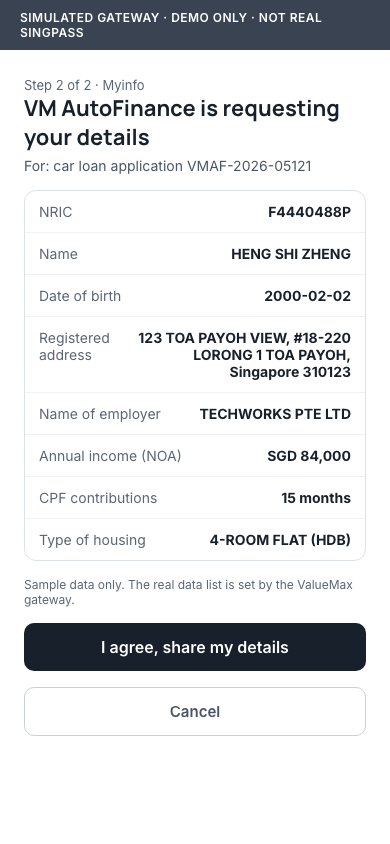 SIMULATED GATEWAY · DEMO ONLY · NOT REAL
SINGPASS
Step 2 of 2 · Myinfo
VM AutoFinance is requesting
your details
For: car loan application VMAF-2026-05121
NRIC F4440488P
Name HENG SHI ZHENG
Date of birth 2000-02-02
Registered address 123 TOA PAYOH VIEW, #18-220
LORONG 1 TOA PAYOH,
Singapore 310123
Name of employer TECHWORKS PTE LTD
Annual income (NOA) SGD 84,000
CPF contributions 15 months
Type of housing 4-ROOM FLAT (HDB)
Sample data only. The real data list is set by the ValueMax
gateway.
I agree, share my details
Cancel